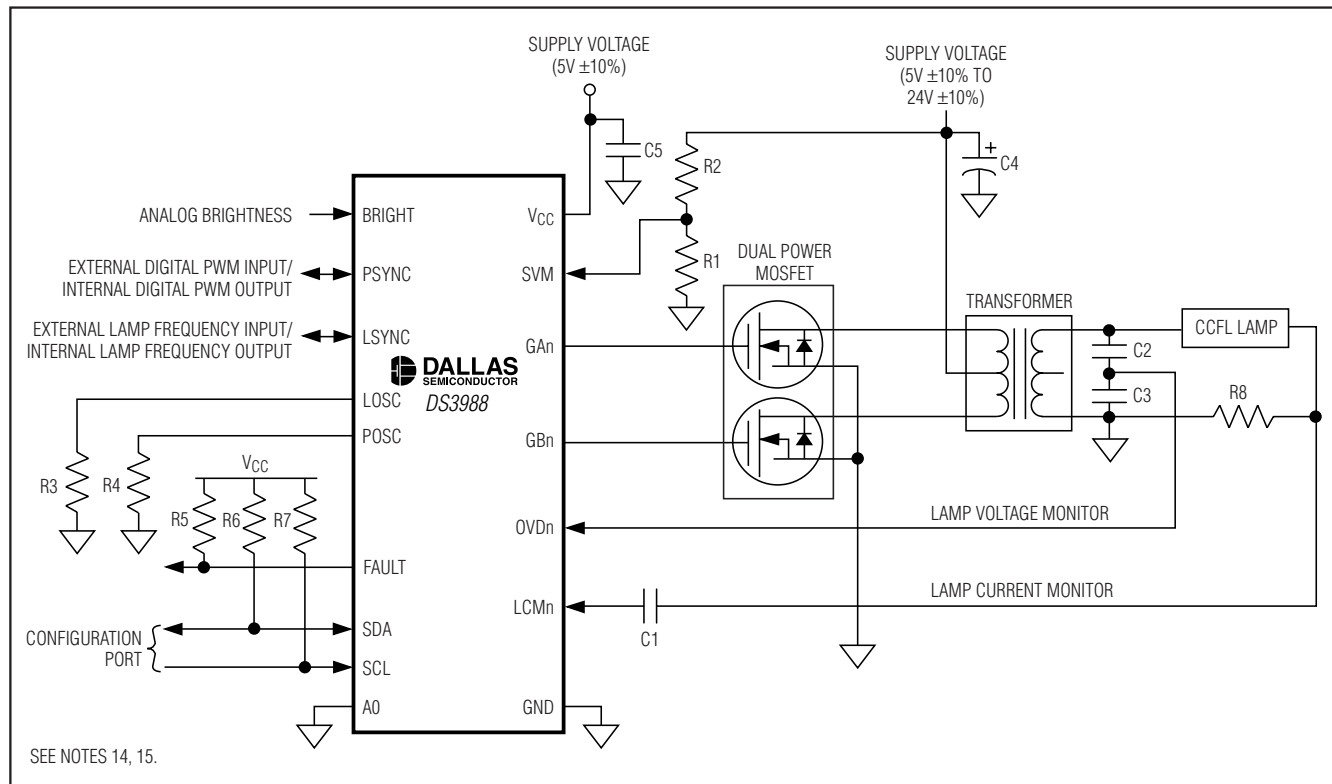 SUPPLY VOLTAGE
(5V ±10%)
SUPPLY VOLTAGE
(5V ±10% TO
24V ±10%)
C5
R2
+
C4
ANALOG BRIGHTNESS
BRIGHT
VCC
EXTERNAL DIGITAL PWM INPUT/
INTERNAL DIGITAL PWM OUTPUT
PSYNC
SVM
R1
DUAL POWER
MOSFET
EXTERNAL LAMP FREQUENCY INPUT/
INTERNAL LAMP FREQUENCY OUTPUT
LSYNC
GAn
TRANSFORMER
CCFL LAMP
C2
DALLAS
SEMICONDUCTOR
DS3988
C3
R8
LOSC
POSC
GBn
R3
R4
VCC
R5
R6
R7
OVDn
LAMP VOLTAGE MONITOR
FAULT
LCMn
C1
LAMP CURRENT MONITOR
CONFIGURATION
PORT
SDA
SCL
A0
GND
SEE NOTES 14, 15.